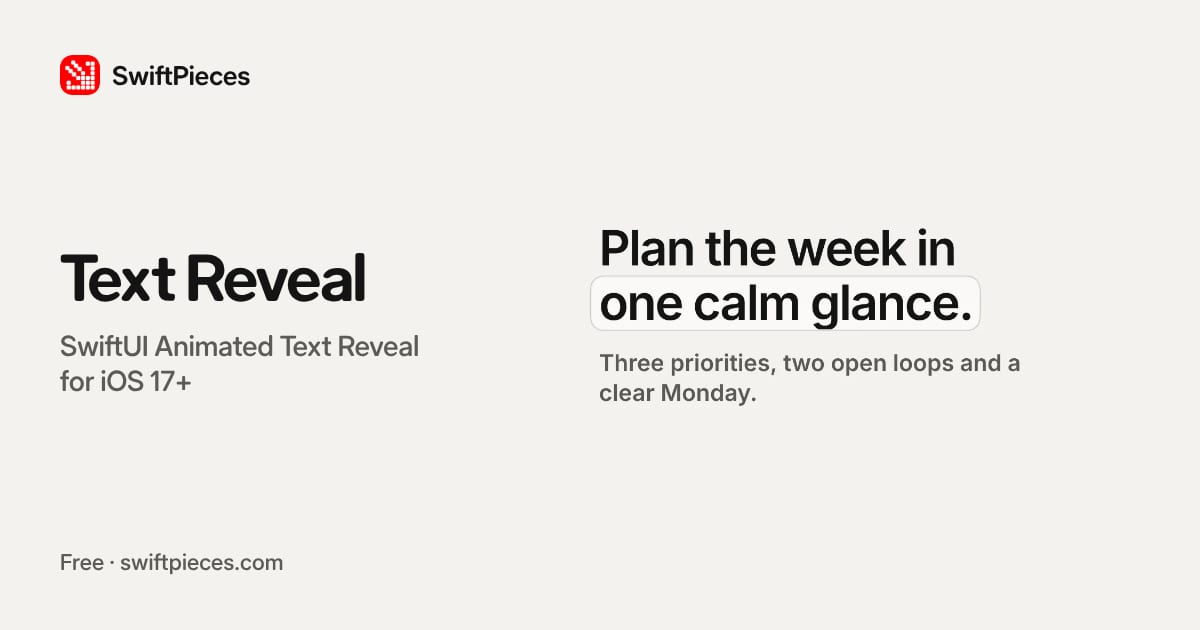 SwiftPieces
Text Reveal
SwiftUI Animated Text Reveal
for iOS 17+
Plan the week in
one calm glance.
Three priorities, two open loops and a
clear Monday.
Free · swiftpieces.com